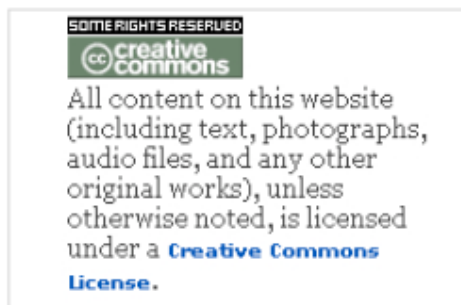 SOME RIGHTS RESERVED
cc creative
commons
All content on this website
(including text, photographs,
audio files, and any other
original works), unless
otherwise noted, is licensed
under a Creative Commons
License.